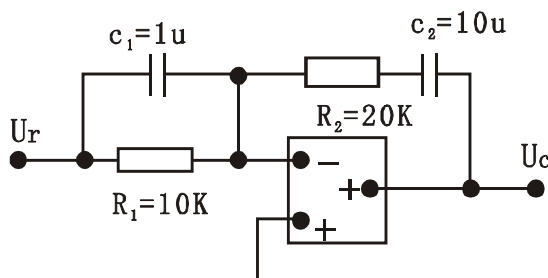 c₁=1u
c₂=10u
R₂=20K
Ur
Uc
R₁=10K
−
+
+